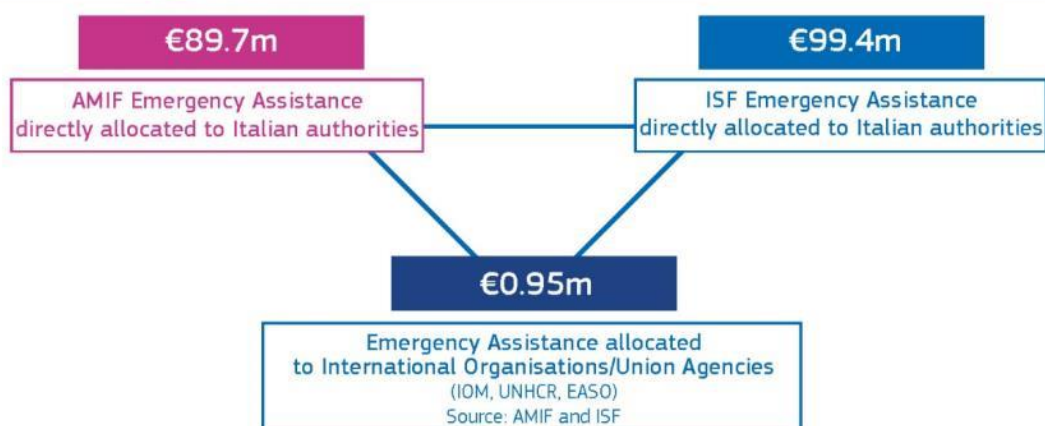 €89.7m
AMIF Emergency Assistance
directly allocated to Italian authorities
€99.4m
ISF Emergency Assistance
directly allocated to Italian authorities
€0.95m
Emergency Assistance allocated
to International Organisations/Union Agencies
(IOM, UNHCR, EASO)
Source: AMIF and ISF